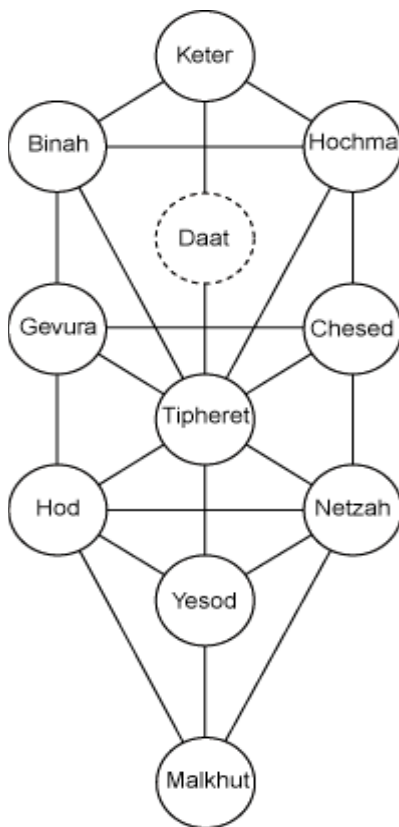 Keter
Binah
Hochma
Daat
Gevura
Chesed
Tipheret
Hod
Netzah
Yesod
Malkhut